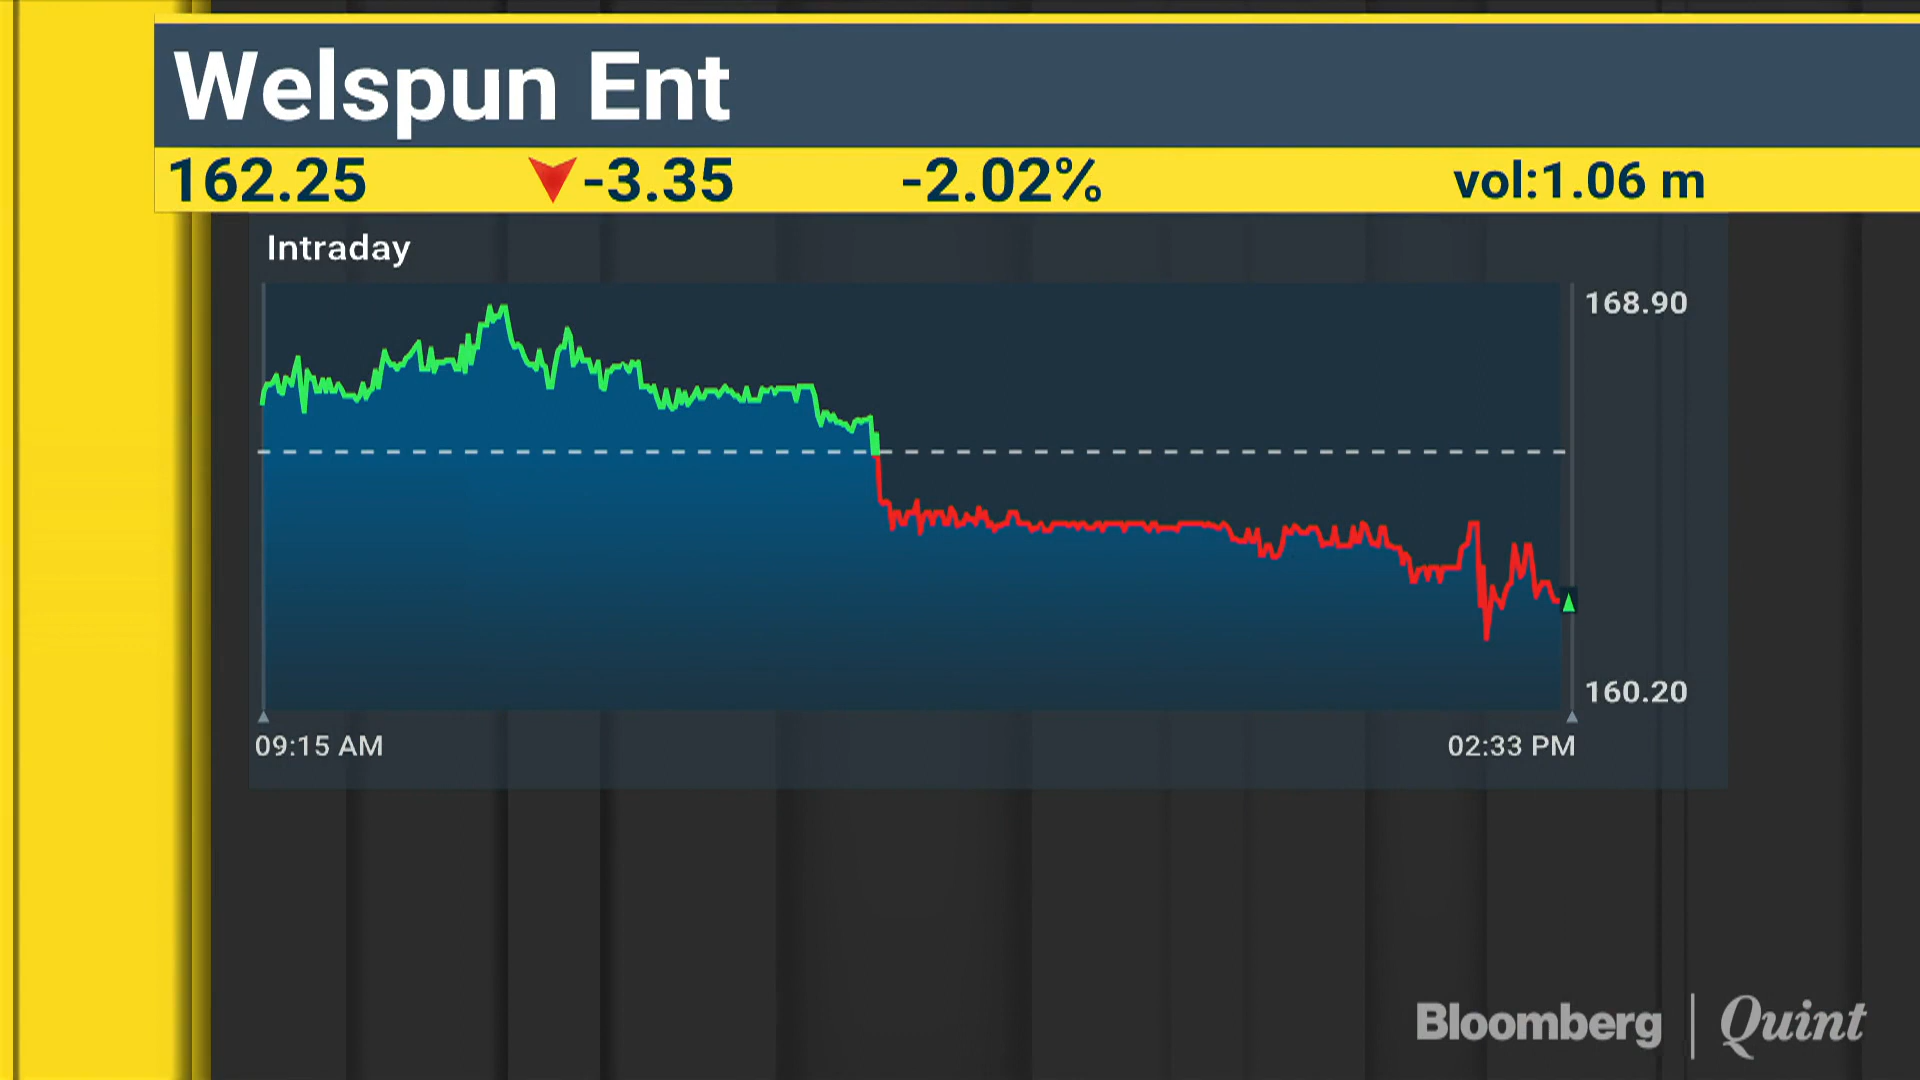 Welspun Ent
162.25 -3.35 -2.02% vol:1.06 m
Intraday
168.90
160.20
09:15 AM 02:33 PM
Bloomberg | Quint